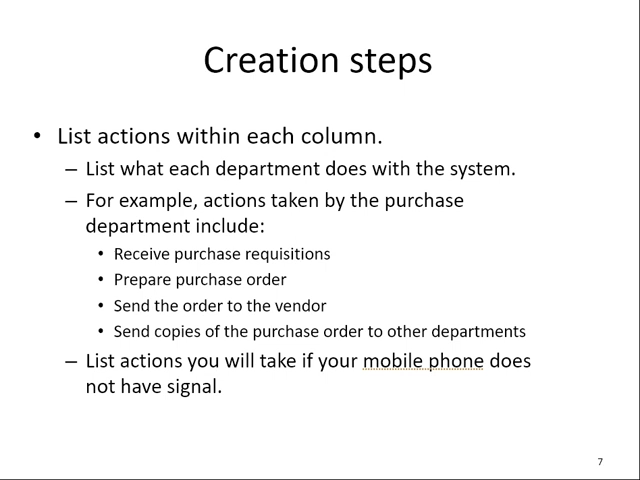 Creation steps
• List actions within each column.
– List what each department does with the system.
– For example, actions taken by the purchase
department include:
• Receive purchase requisitions
• Prepare purchase order
• Send the order to the vendor
• Send copies of the purchase order to other departments
– List actions you will take if your mobile phone does
not have signal.
7